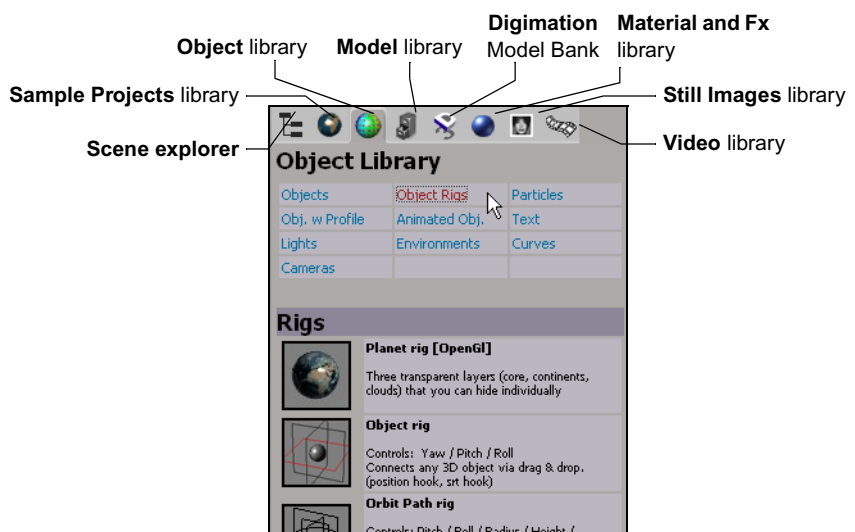 Digimation Material and Fx
Object library Model library Model Bank library
Sample Projects library
Still Images library
Scene explorer
Video library
Object Library
Objects Object Rigs Particles
Obj. w Profile Animated Obj. Text
Lights Environments Curves
Cameras
Rigs
Planet rig [OpenGl]
Three transparent layers (core, continents,
clouds) that you can hide
individually
Object rig
Controls: Yaw / Pitch / Roll
Connects any 3D object via drag & drop.
(position hook, srt hook)
Orbit Path rig
Controls: Pitch / Roll / Radius / Height /